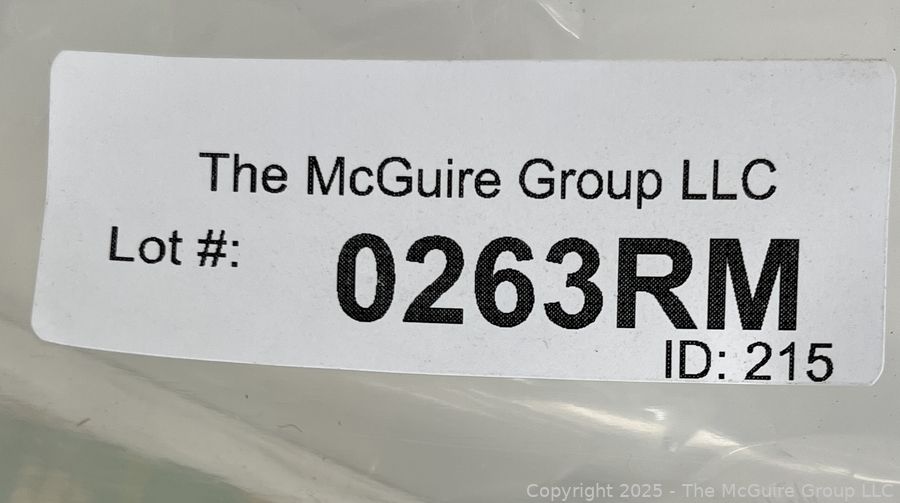 The McGuire Group LLC
Lot #: 0263RM
ID: 215
Copyright 2025 - The McGuire Group LLC